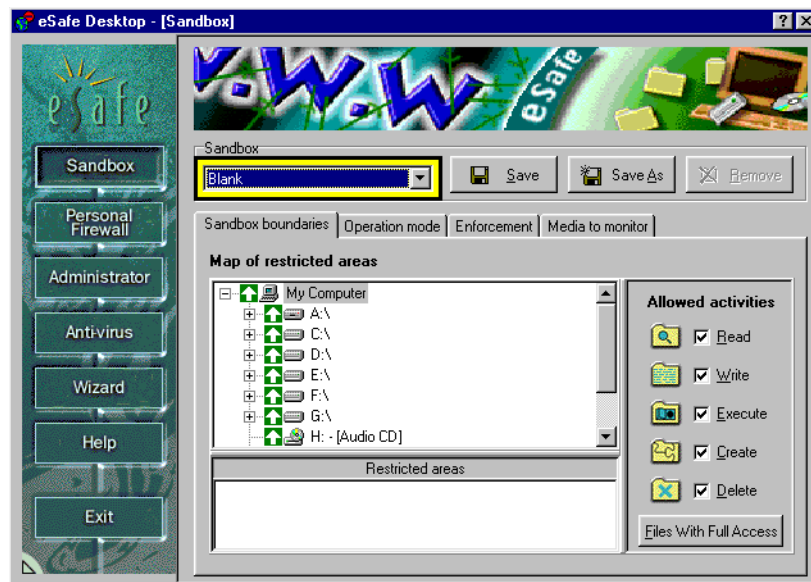 eSafe Desktop - [Sandbox]
eSafe
Sandbox
Personal
Firewall
Administrator
Anti-virus
Wizard
Help
Exit
W.W.W
eSafe
Sandbox
Blank
Save
Save As
Remove
Sandbox boundaries
Operation mode
Enforcement
Media to monitor
Map of restricted areas
My Computer
A:\
C:\
D:\
E:\
F:\
G:\
H: - [Audio CD]
Restricted areas
Allowed activities
Read
Write
Execute
Create
Delete
Files With Full Access